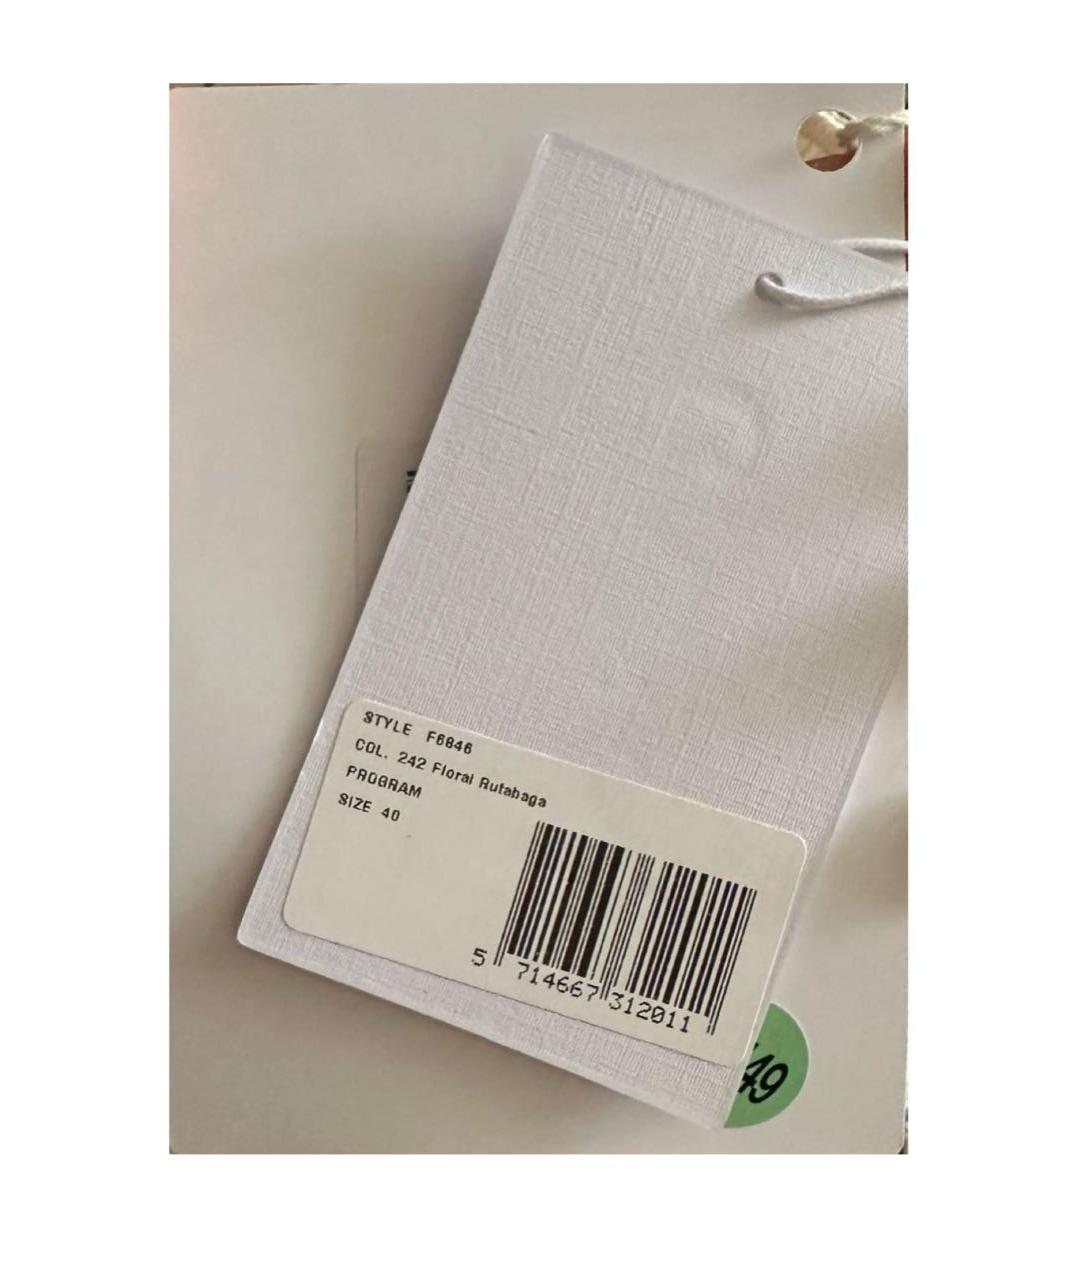 STYLE F6846
COL. 242 Floral Rutabaga
PROGRAM
SIZE 40
5 714667 312011
49